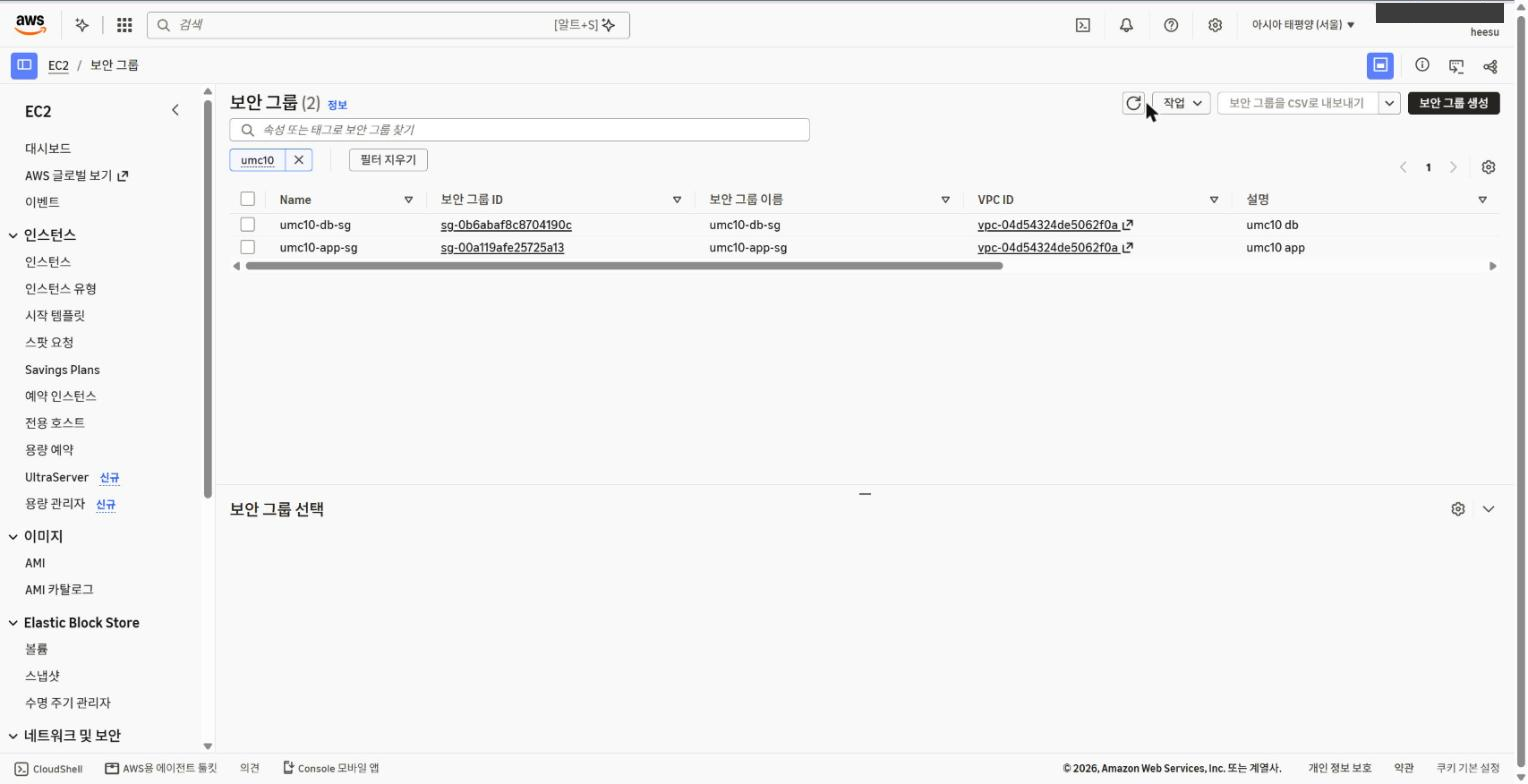 aws 검색 [알트+S] 아시아 태평양 (서울) ▼
heesu
EC2 / 보안 그룹
EC2
대시보드
AWS 글로벌 보기
이벤트
인스턴스
인스턴스
인스턴스 유형
시작 템플릿
스팟 요청
Savings Plans
예약 인스턴스
전용 호스트
용량 예약
UltraServer 신규
용량 관리자 신규
이미지
AMI
AMI 카탈로그
Elastic Block Store
볼륨
스냅샷
수명 주기 관리자
네트워크 및 보안
보안 그룹 (2) 정보
작업 보안 그룹을 CSV로 내보내기 보안 그룹 생성
속성 또는 태그로 보안 그룹 찾기
umc10 필터 지우기
1
Name 보안 그룹 ID 보안 그룹 이름 VPC ID 설명
umc10-db-sg sg-0b6abaf8c8704190c umc10-db-sg vpc-04d54324de5062f0a umc10 db
umc10-app-sg sg-00a119afe25725a13 umc10-app-sg vpc-04d54324de5062f0a umc10 app
보안 그룹 선택
CloudShell AWS용 에이전트 툴킷 의견 Console 모바일 앱 © 2026, Amazon Web Services, Inc. 또는 계열사. 개인 정보 보호 약관 쿠키 기본 설정